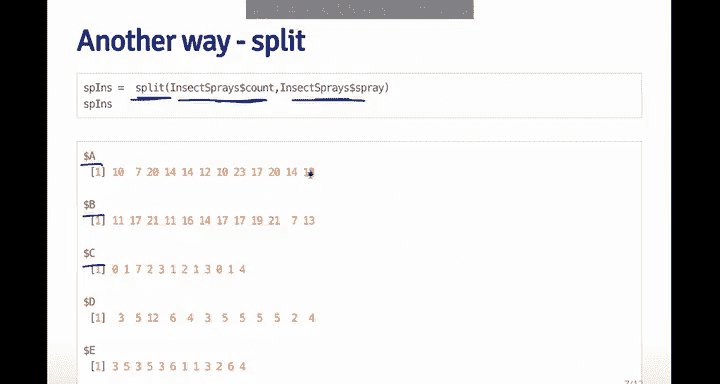 Another way - split
spIns = split(InsectSprays$count,InsectSprays$spray)
spIns
$A
[1] 10 7 20 14 14 12 10 23 17 20 14
$B
[1] 11 17 21 11 16 14 17 17 19 21 7 13
$C
[1] 0 1 7 2 3 1 2 1 3 0 1 4
$D
[1] 3 5 12 6 4 3 5 5 5 5 2 4
$E
[1] 3 5 3 5 3 6 1 1 3 2 6 4